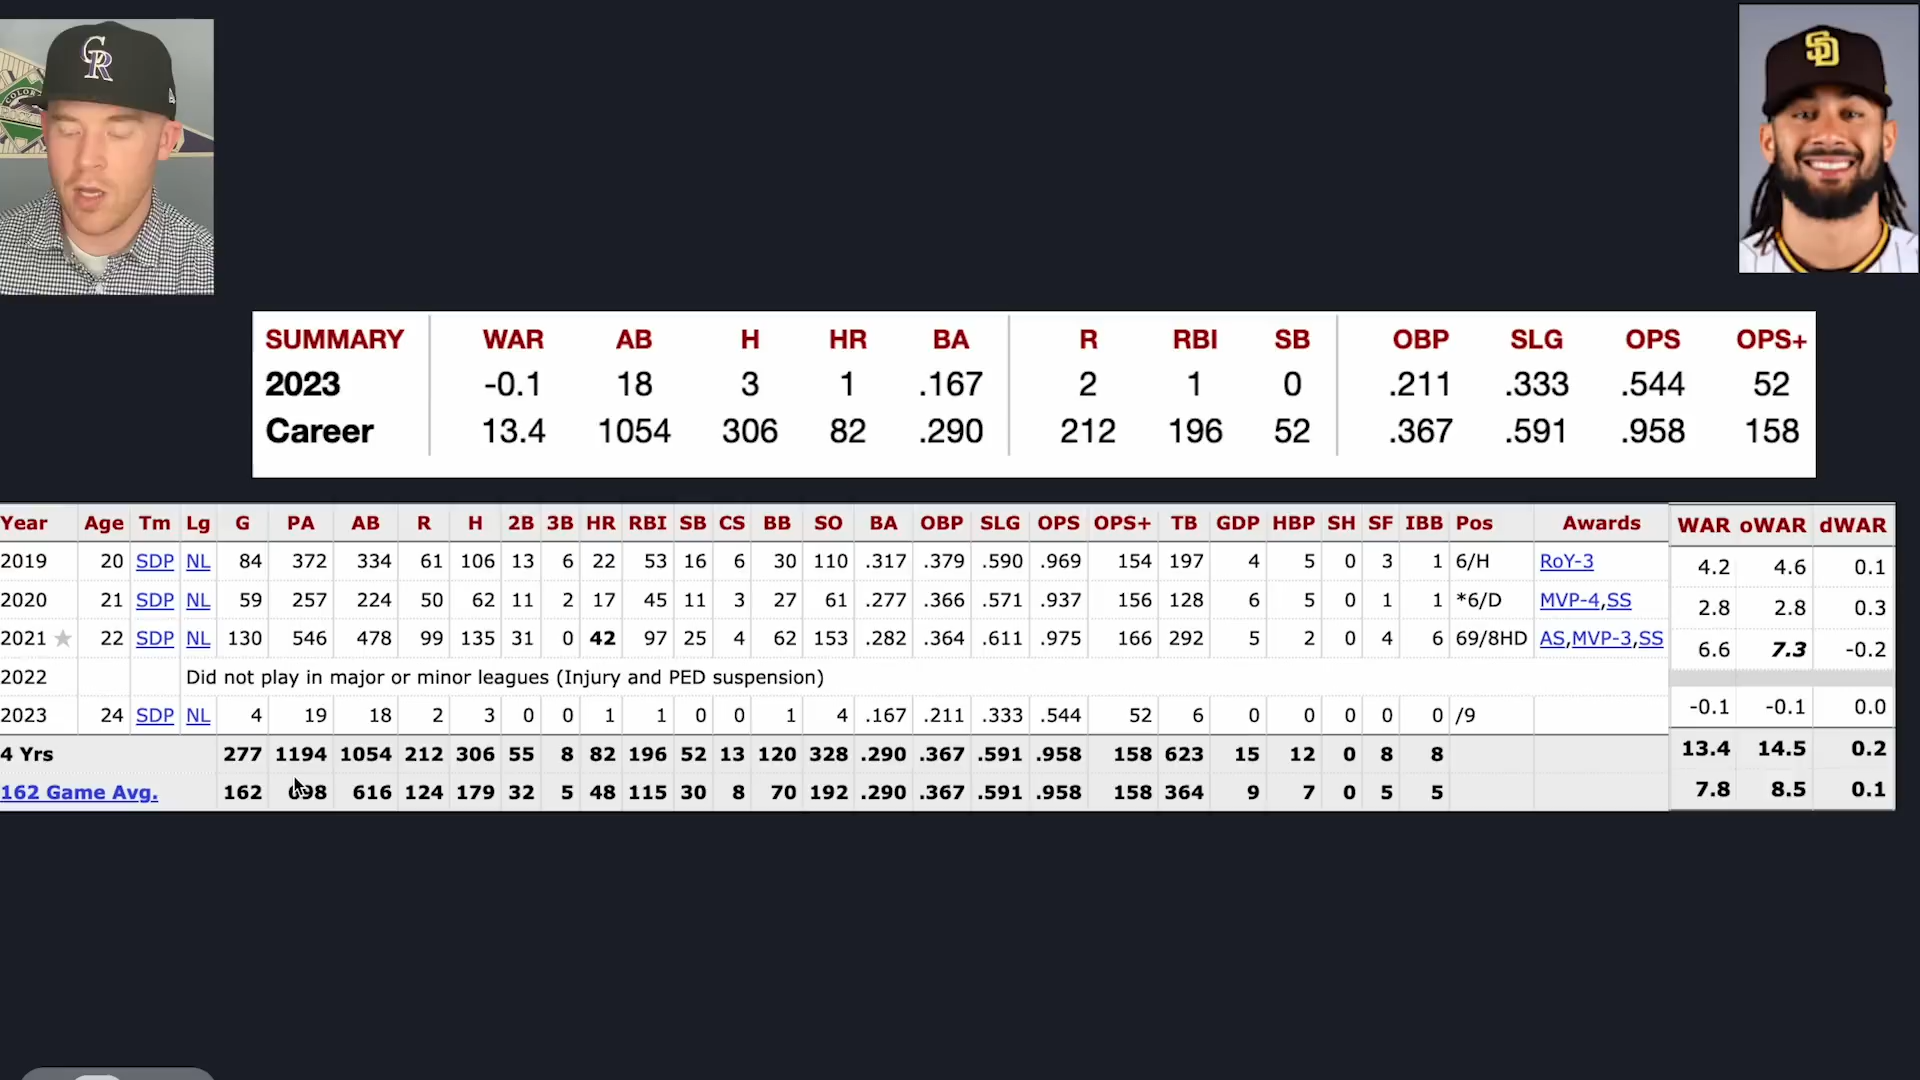 CR
COLOR
SD
SUMMARY WAR AB H HR BA R RBI SB OBP SLG OPS OPS+
2023 -0.1 18 3 1 .167 2 1 0 .211 .333 .544 52
Career 13.4 1054 306 82 .290 212 196 52 .367 .591 .958 158
Year Age Tm Lg G PA AB R H 2B 3B HR RBI SB CS BB SO BA OBP SLG OPS OPS+ TB GDP HBP SH SF IBB Pos Awards WAR oWAR dWAR
2019 20 SDP NL 84 372 334 61 106 13 6 22 53 16 6 30 110 .317 .379 .590 .969 154 197 4 5 0 3 1 6/H RoY-3 4.2 4.6 0.1
2020 21 SDP NL 59 257 224 50 62 11 2 17 45 11 3 27 61 .277 .366 .571 .937 156 128 6 5 0 1 1 *6/D MVP-4,SS 2.8 2.8 0.3
2021 ★ 22 SDP NL 130 546 478 99 135 31 0 42 97 25 4 62 153 .282 .364 .611 .975 166 292 5 2 0 4 6 69/8HD AS,MVP-3,SS 6.6 7.3 -0.2
2022 Did not play in major or minor leagues (Injury and PED suspension)
2023 24 SDP NL 4 19 18 2 3 0 0 1 1 0 0 1 4 .167 .211 .333 .544 52 6 0 0 0 0 0 /9 -0.1 -0.1 0.0
4 Yrs 277 1194 1054 212 306 55 8 82 196 52 13 120 328 .290 .367 .591 .958 158 623 15 12 0 8 8 13.4 14.5 0.2
162 Game Avg. 162 698 616 124 179 32 5 48 115 30 8 70 192 .290 .367 .591 .958 158 364 9 7 0 5 5 7.8 8.5 0.1